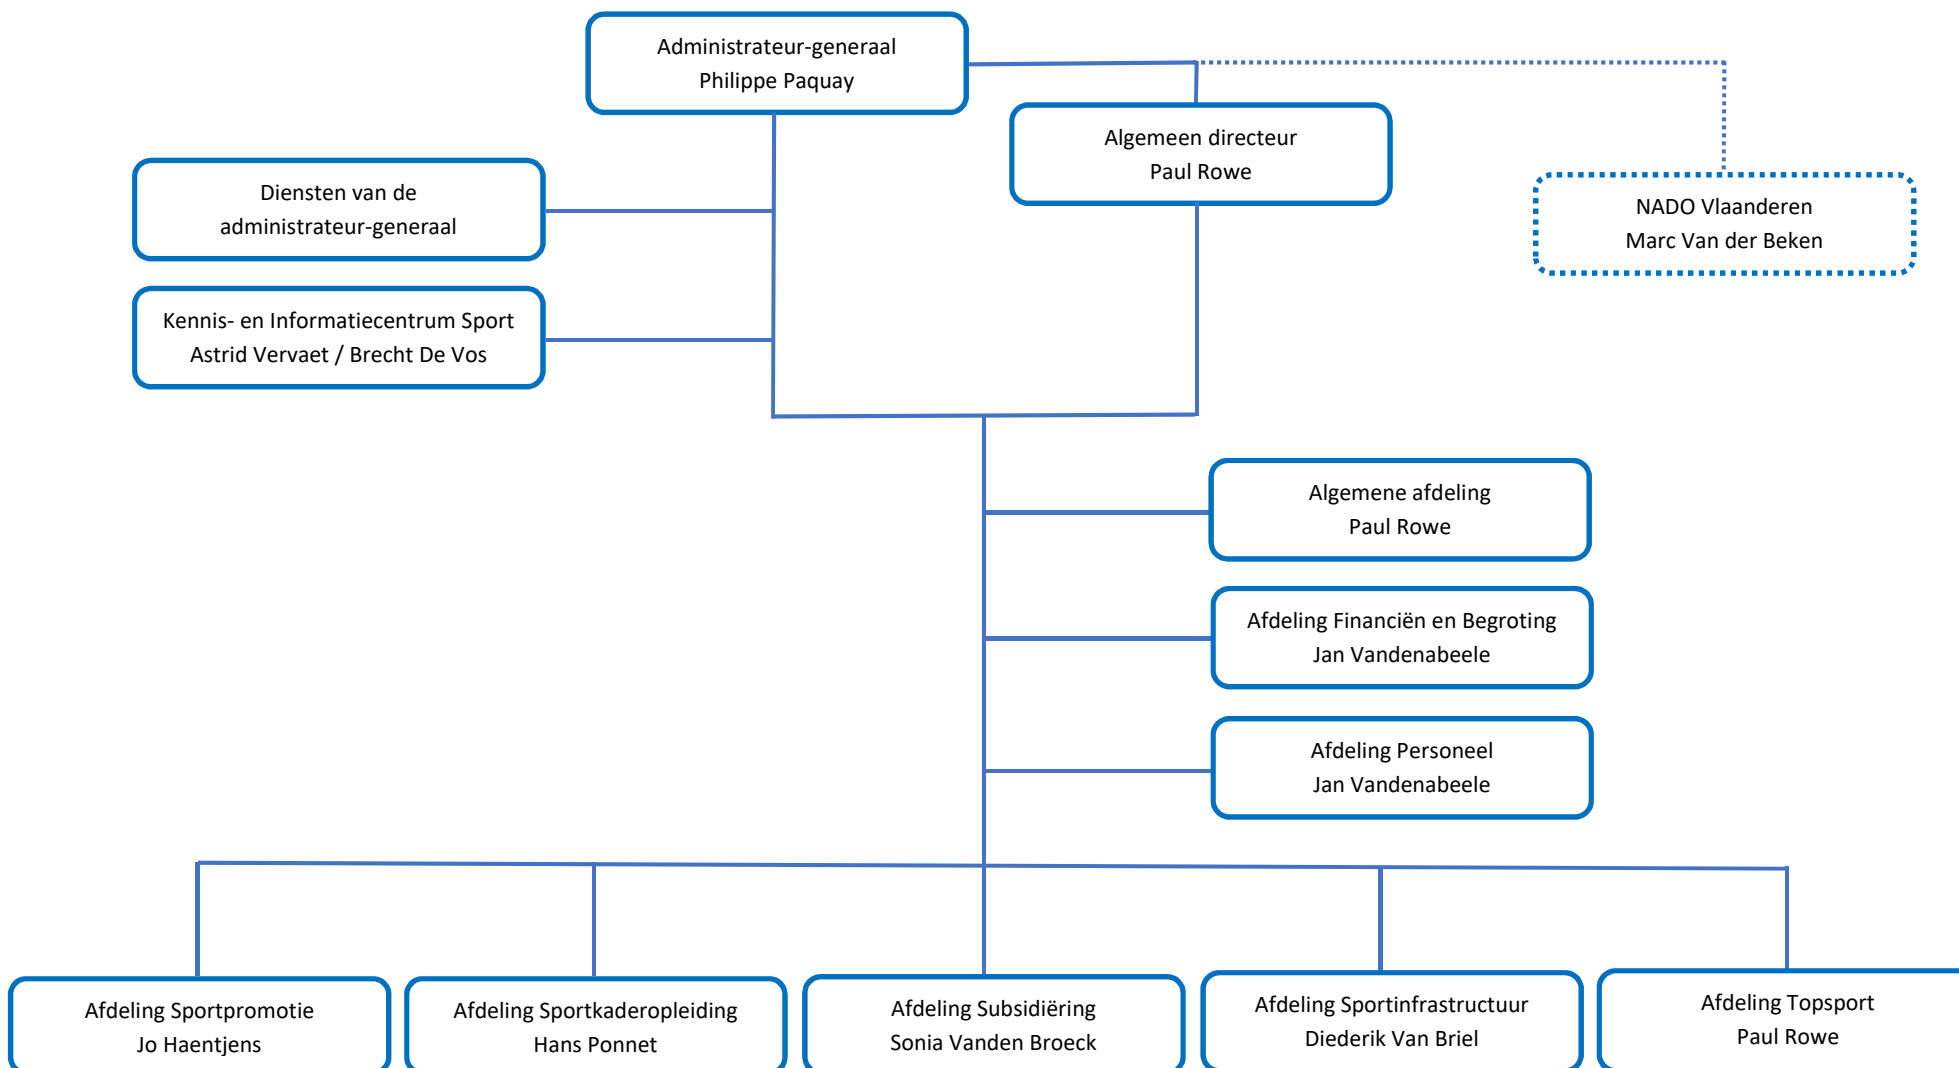 Administrateur-generaal
Philippe Paquay
Algemeen directeur
Paul Rowe
Diensten van de
administrateur-generaal
NADO Vlaanderen
Marc Van der Beken
Kennis- en Informatiecentrum Sport
Astrid Vervaet / Brecht De Vos
Algemene afdeling
Paul Rowe
Afdeling Financiën en Begroting
Jan Vandenabeele
Afdeling Personeel
Jan Vandenabeele
Afdeling Sportpromotie
Jo Haentjens
Afdeling Sportkaderopleiding
Hans Ponnet
Afdeling Subsidiëring
Sonia Vanden Broeck
Afdeling Sportinfrastructuur
Diederik Van Briel
Afdeling Topsport
Paul Rowe